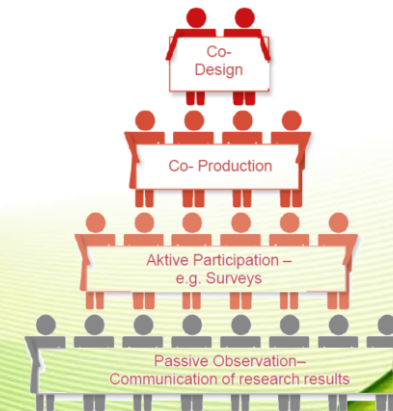 Co-
Design
Co- Production
Aktive Participation –
e.g. Surveys
Passive Observation–
Communication of research results